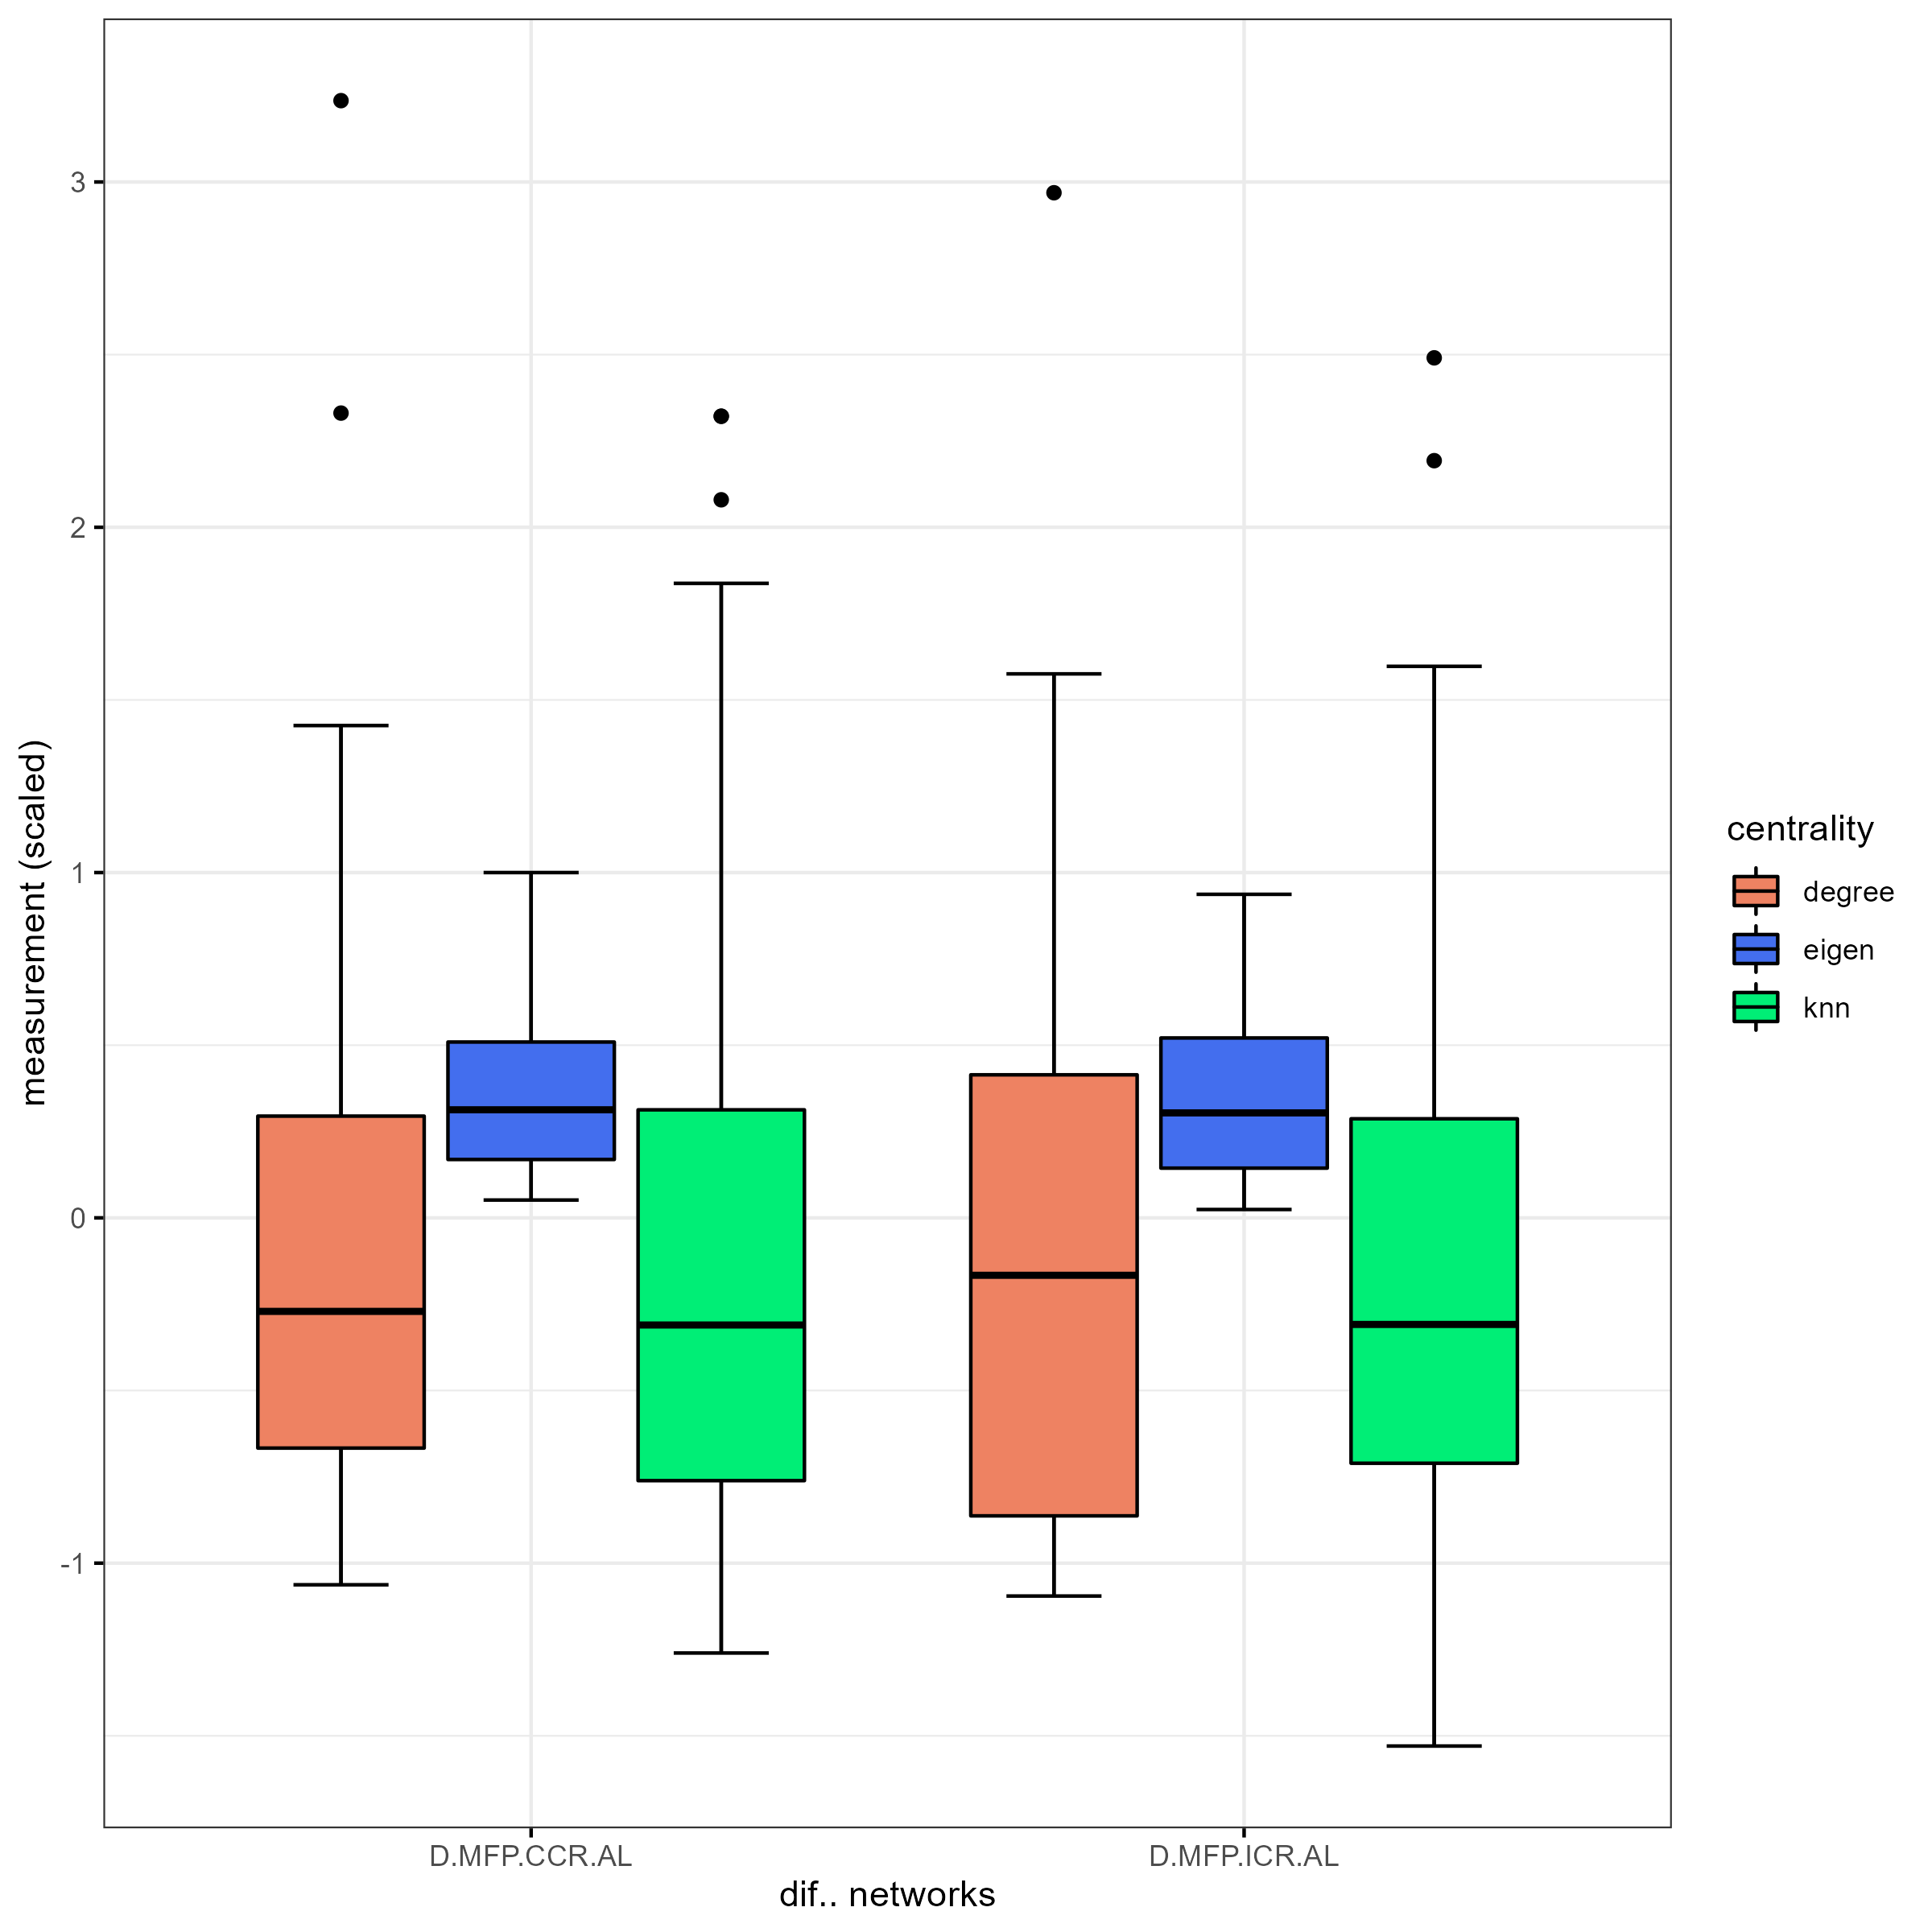 measurement (scaled)
3
2
1
0
-1
D.MFP.CCR.AL
D.MFP.ICR.AL
dif.. networks
centrality
degree
eigen
knn